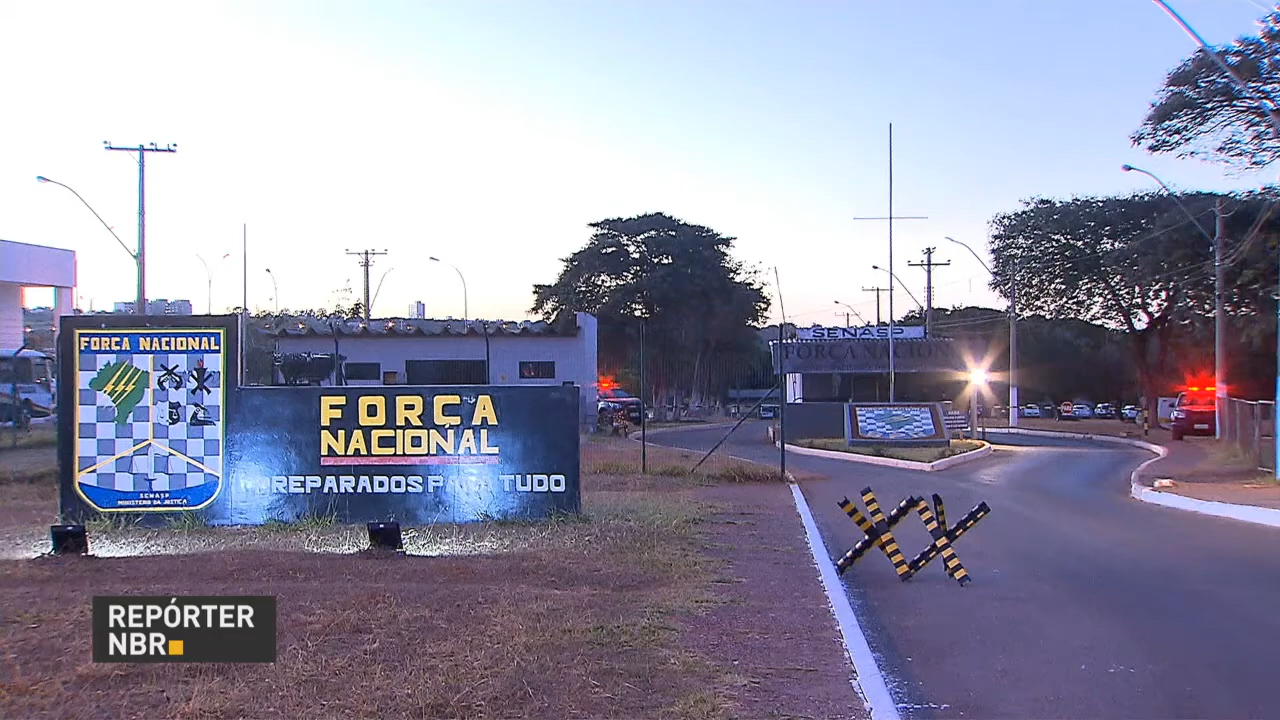 FORÇA NACIONAL
SENASP
MINISTÉRIO DA JUSTIÇA
FORÇA
NACIONAL
PREPARADOS PARA TUDO
SENASP
FORÇA NACIONAL
REPÓRTER
NBR